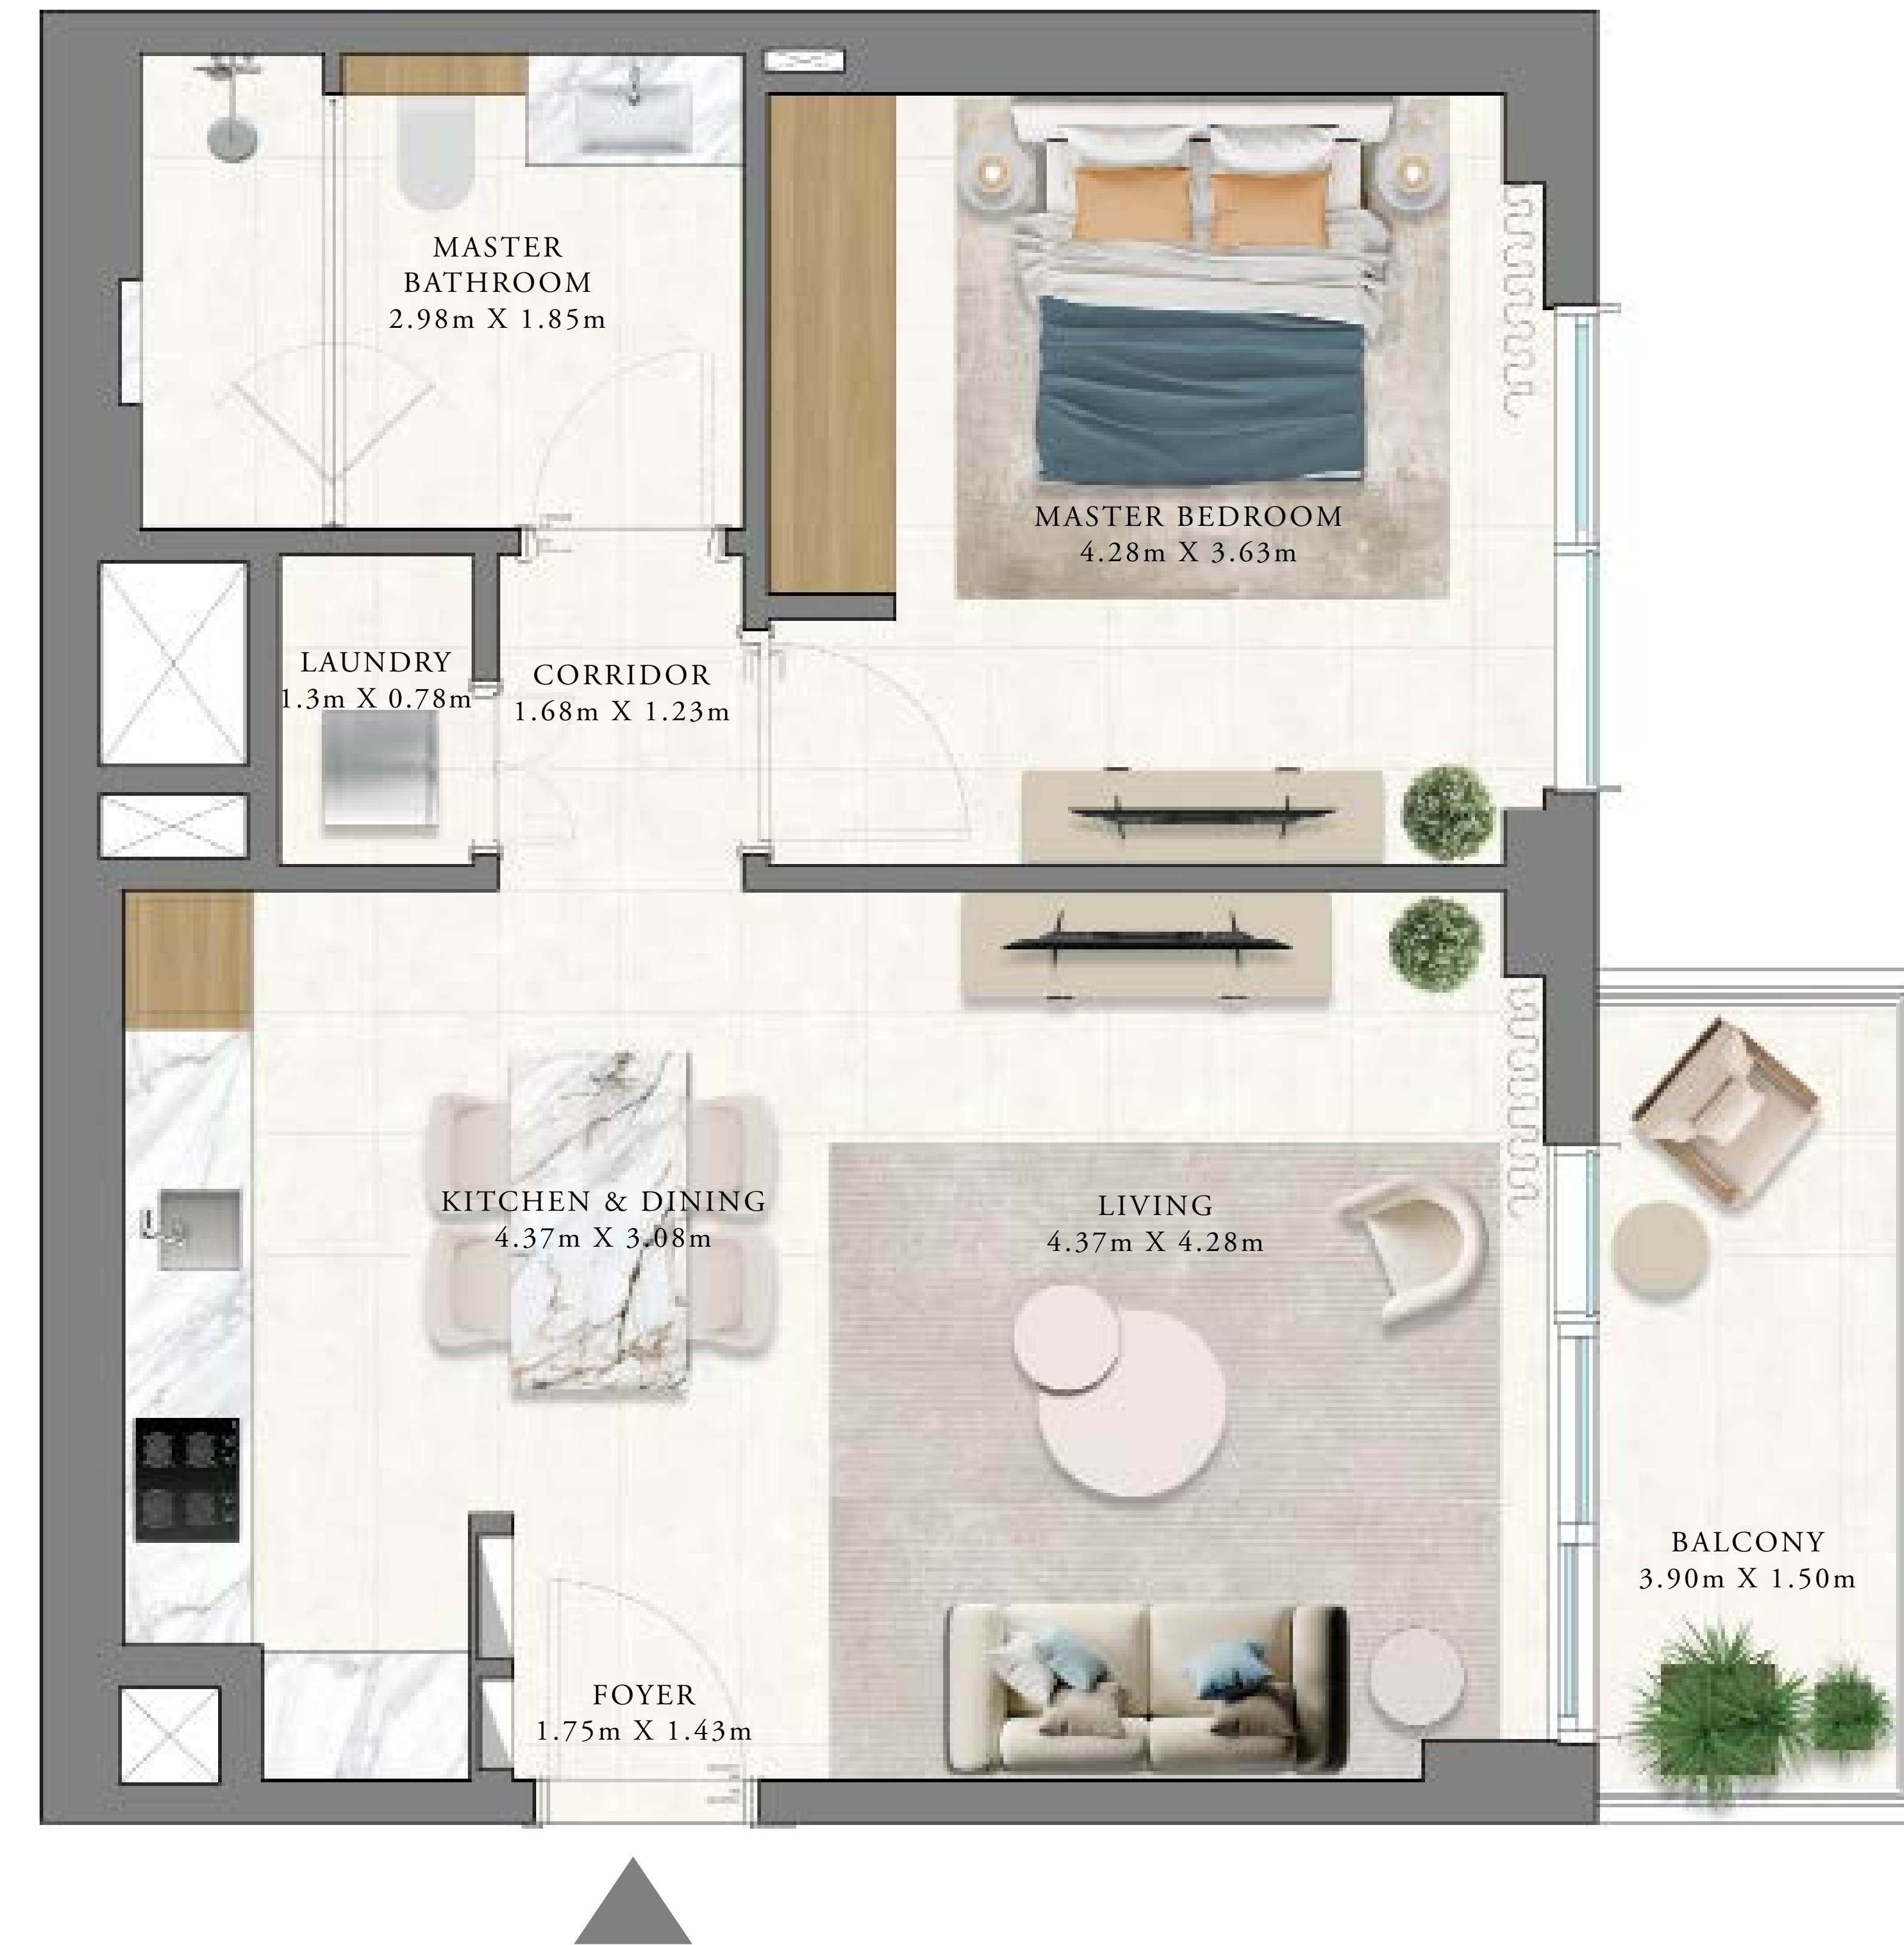 MASTER
BATHROOM
2.98m X 1.85m
MASTER BEDROOM
4.28m X 3.63m
LAUNDRY
1.3m X 0.78m
CORRIDOR
1.68m X 1.23m
KITCHEN & DINING
4.37m X 3.08m
LIVING
4.37m X 4.28m
BALCONY
3.90m X 1.50m
FOYER
1.75m X 1.43m